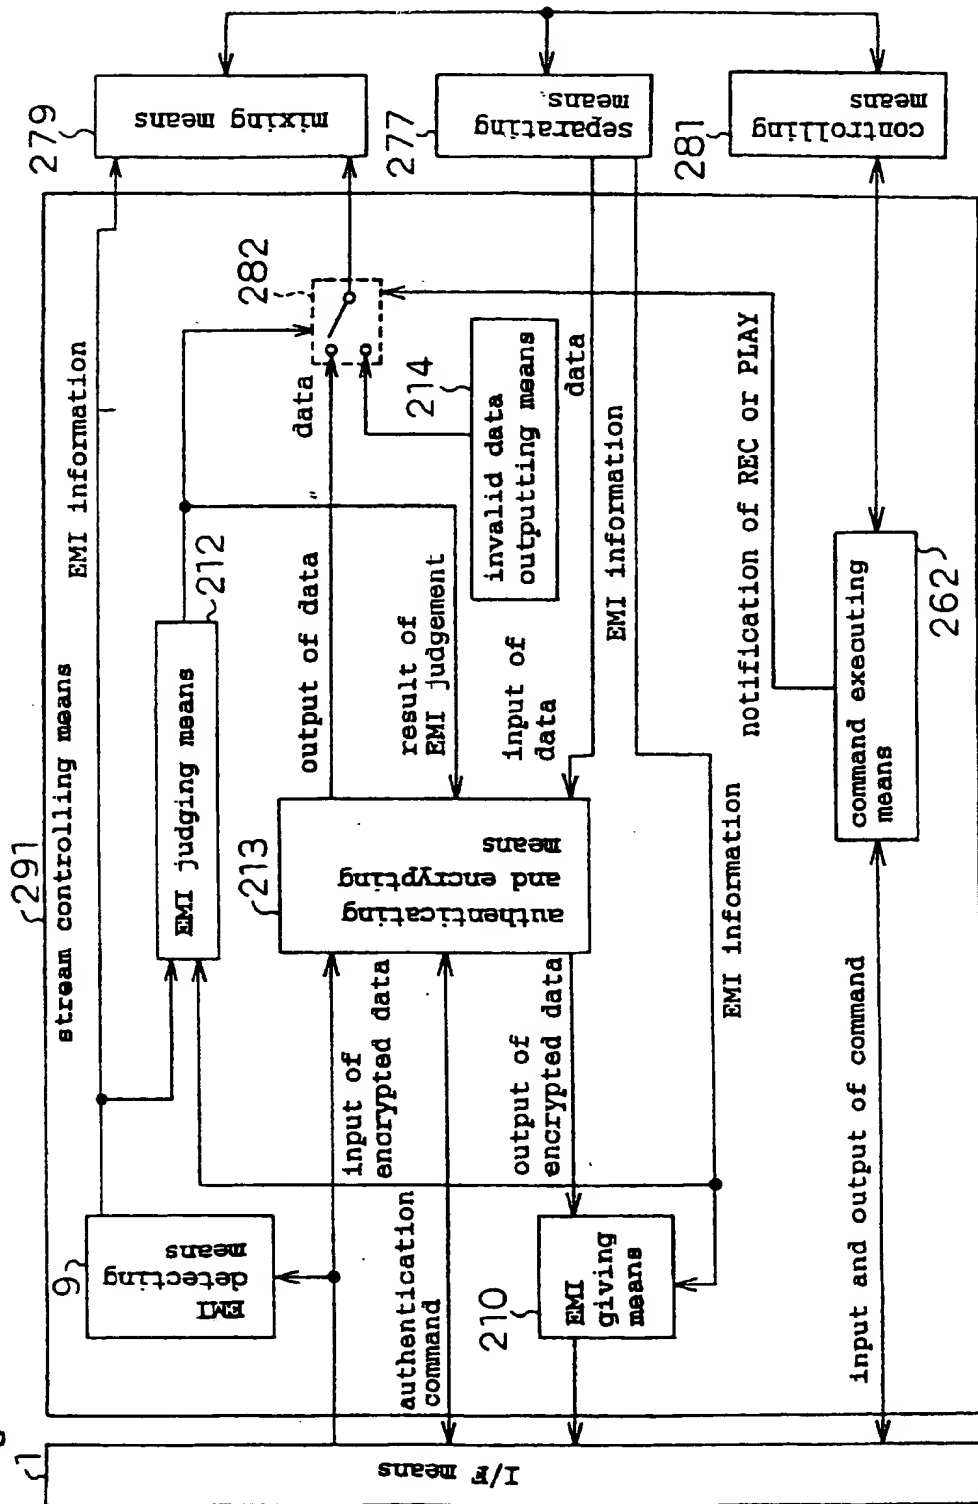 291
stream controlling means
EMI information
279
mixing means
9
EMI
detecting
means
EMI judging means
212
282
data
output of data
213
authenticating
and encrypting
means
input of
encrypted data
result of
EMI judgement
invalid data
outputting means
214
277
separating
means
data
authentication
command
output of
encrypted data
input of
data
EMI information
210
EMI
giving
means
EMI information
notification of REC or PLAY
281
controlling
means
1
I/F means
input and output of command
command executing
means
262